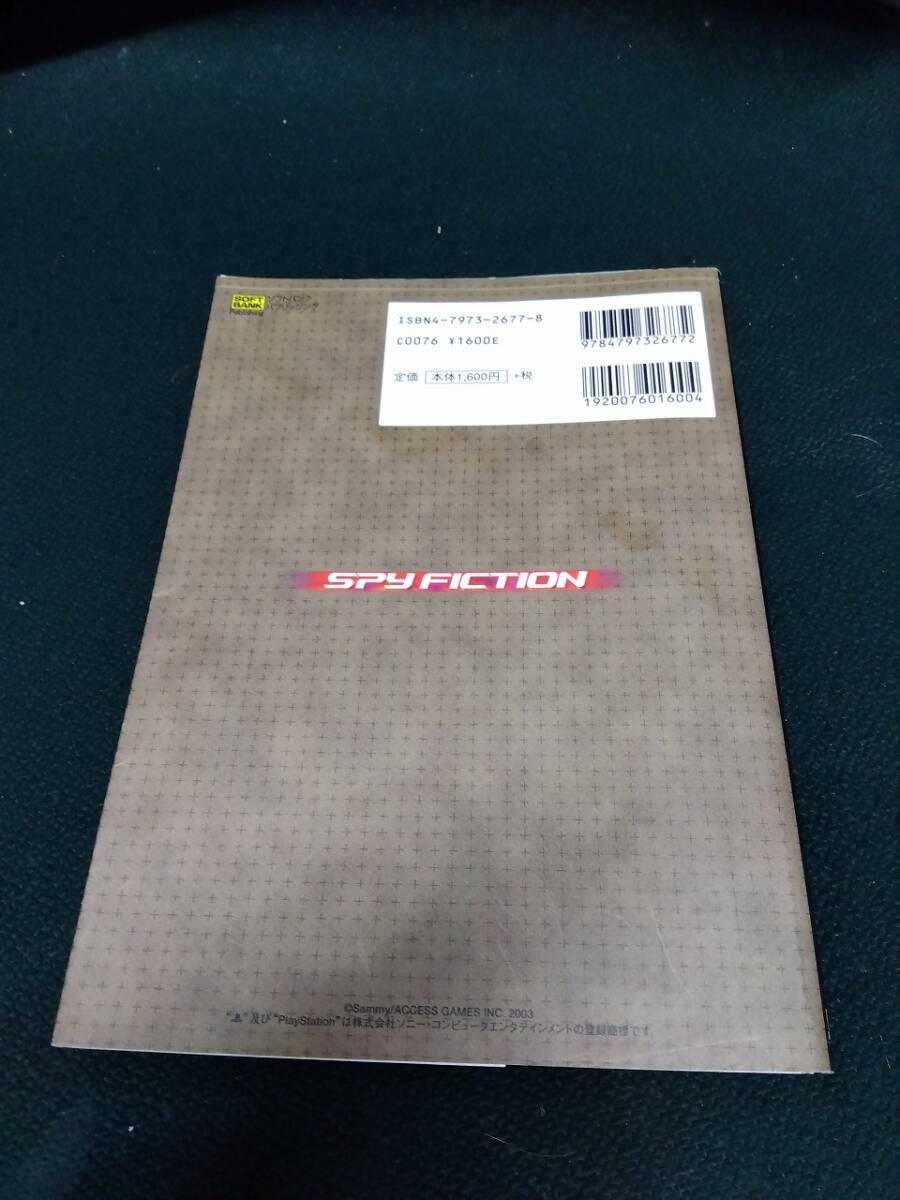 SOFT
BANK
Publishing
ソフトバンク
パブリッシング
ISBN4-7973-2677-8
C0076 ¥1600E
定価 本体1,600円 +税
9784797326772
1920076016004
SPY FICTION
©Sammy/ACCESS GAMES INC. 2003
" "及び"PlayStation"は株式会社ソニー・コンピュータエンタテインメントの登録商標です。